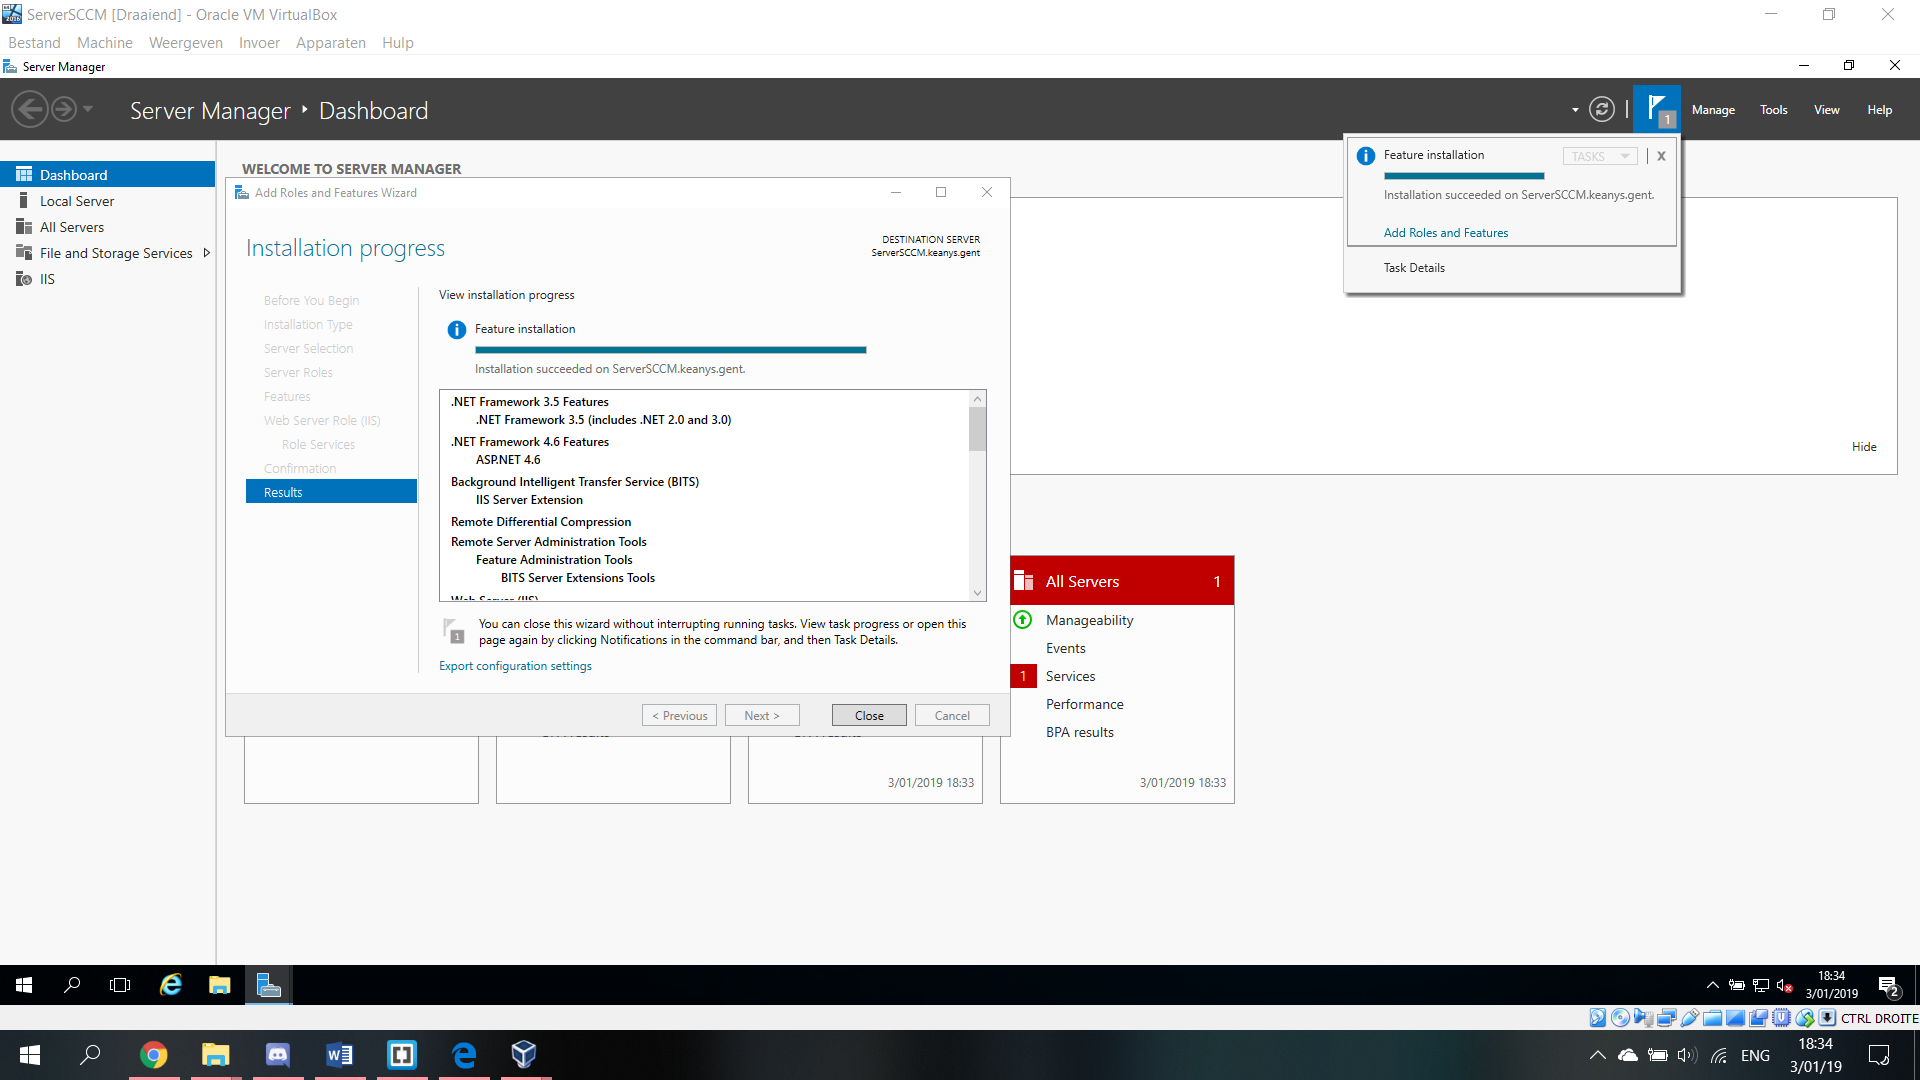 ServerSCCM [Draaiend] - Oracle VM VirtualBox
Bestand Machine Weergeven Invoer Apparaten Hulp
Server Manager
Server Manager Dashboard
1
Manage Tools View Help
Dashboard
Local Server
All Servers
File and Storage Services
IIS
WELCOME TO SERVER MANAGER
Feature installation
TASKS
X
Installation succeeded on ServerSCCM.keanys.gent.
Add Roles and Features
Task Details
Hide
Add Roles and Features Wizard
Installation progress
DESTINATION SERVER
ServerSCCM.keanys.gent
Before You Begin
Installation Type
Server Selection
Server Roles
Features
Web Server Role (IIS)
Role Services
Confirmation
Results
View installation progress
Feature installation
Installation succeeded on ServerSCCM.keanys.gent.
.NET Framework 3.5 Features
.NET Framework 3.5 (includes .NET 2.0 and 3.0)
.NET Framework 4.6 Features
ASP.NET 4.6
Background Intelligent Transfer Service (BITS)
IIS Server Extension
Remote Differential Compression
Remote Server Administration Tools
Feature Administration Tools
BITS Server Extensions Tools
Web Server (IIS)
1
You can close this wizard without interrupting running tasks. View task progress or open this
page again by clicking Notifications in the command bar, and then Task Details.
Export configuration settings
< Previous
Next >
Close
Cancel
All Servers 1
Manageability
Events
1 Services
Performance
BPA results
3/01/2019 18:33
3/01/2019 18:33
18:34
3/01/2019
2
CTRL DROITE
ENG
18:34
3/01/19